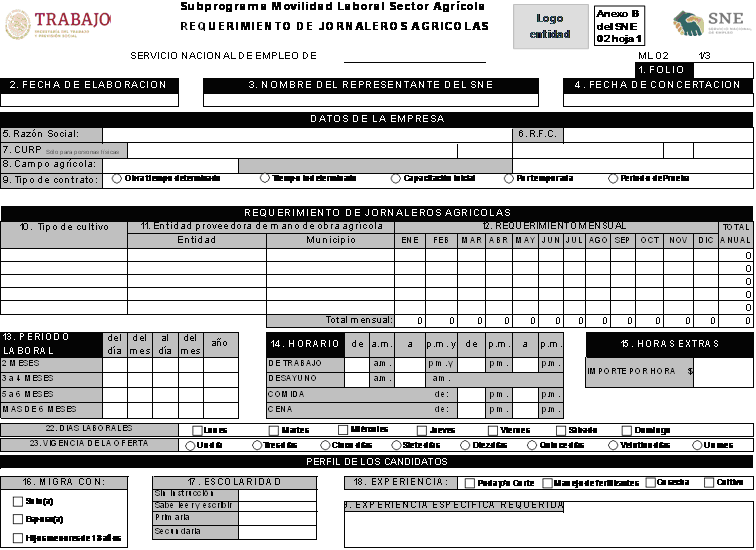 Subprograma Movilidad Laboral Sector Agrícola
REQUERIMIENTO DE JORNALEROS AGRICOLAS
TRABAJO
SECRETARÍA DEL TRABAJO
Y PREVISIÓN SOCIAL
Logo
entidad
Anexo B
del SNE
02 hoja 1
SNE
SERVICIO NACIONAL
DE EMPLEO
SERVICIO NACIONAL DE EMPLEO DE
ML 02 1/3
1. FOLIO
2. FECHA DE ELABORACION 3. NOMBRE DEL REPRESENTANTE DEL SNE 4. FECHA DE CONCERTACION
DATOS DE LA EMPRESA
5. Razón Social: 6. R.F.C.
7. CURP Sólo para personas físicas
8. Campo agrícola:
9. Tipo de contrato: Obra tiempo determinado Tiempo Indeterminado Capacitación Inicial Por temporada Periodo de Prueba
REQUERIMIENTO DE JORNALEROS AGRICOLAS
10. Tipo de cultivo 11. Entidad proveedora de mano de obra agrícola 12. REQUERIMIENTO MENSUAL TOTAL
Entidad Municipio ENE FEB MAR ABR MAY JUN JUL AGO SEP OCT NOV DIC ANUAL
0
0
0
0
0
Total mensual: 0 0 0 0 0 0 0 0 0 0 0 0 0
13. PERIODO LABORAL del día del mes al día del mes año
2 MESES
3 a 4 MESES
5 a 6 MESES
MAS DE 6 MESES
14. HORARIO de a.m. a p.m. y de p.m. a p.m.
DE TRABAJO a.m. p.m. y p.m. p.m.
DESAYUNO a.m. a.m.
COMIDA de: p.m. p.m.
CENA de: p.m. p.m.
15. HORAS EXTRAS
IMPORTE POR HORA $
22. DIAS LABORALES Lunes Martes Miércoles Jueves Viernes Sábado Domingo
23. VIGENCIA DE LA OFERTA Un día Tres días Cinco días Siete días Diez días Quince días Veintiún días Un mes
PERFIL DE LOS CANDIDATOS
16. MIGRA CON:
Solo(a)
Esposo(a)
Hijos menores de 18 años
17. ESCOLARIDAD
Sin instrucción
Sabe leer y escribir
Primaria
Secundaria
18. EXPERIENCIA: Poda y/o Corte Manejo de fertilizantes Cosecha Cultivo
9. EXPERIENCIA ESPECIFICA REQUERIDA